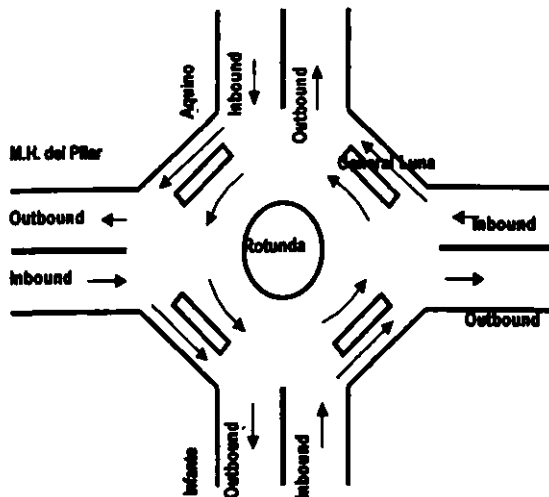 Aquino
Inbound
Outbound
M.H. del Pilar
General Luna
Outbound
Inbound
Rotunda
Inbound
Outbound
Infante
Outbound
Inbound